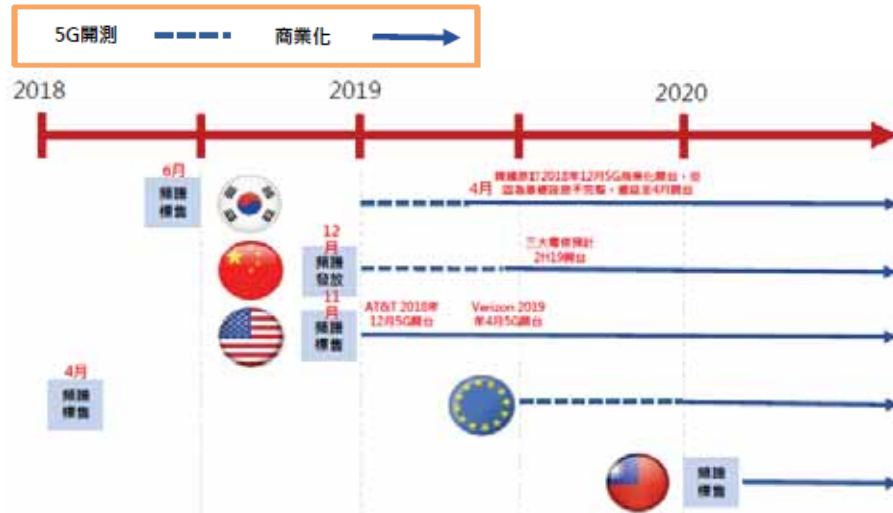 5G開測
商業化
2018
2019
2020
6月
頻譜
標售
4月
韓國原訂2018年12月5G商業化開台,但
因為基礎設施不完整,遞延至4月開台
12
月
頻譜
發放
三大電信預計
2H19開台
11
月
頻譜
標售
AT&T 2018年
12月5G開台
Verizon 2019
年4月5G開台
4月
頻譜
標售
頻譜
標售